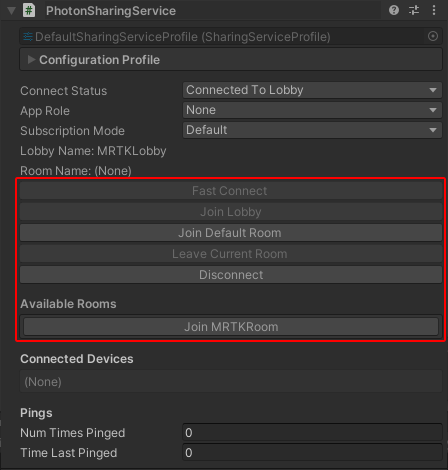 PhotonSharingService
DefaultSharingServiceProfile (SharingServiceProfile)
Configuration Profile
Connect Status Connected To Lobby
App Role None
Subscription Mode Default
Lobby Name: MRTKLobby
Room Name: (None)
Fast Connect
Join Lobby
Join Default Room
Leave Current Room
Disconnect
Available Rooms
Join MRTKRoom
Connected Devices
(None)
Pings
Num Times Pinged 0
Time Last Pinged 0